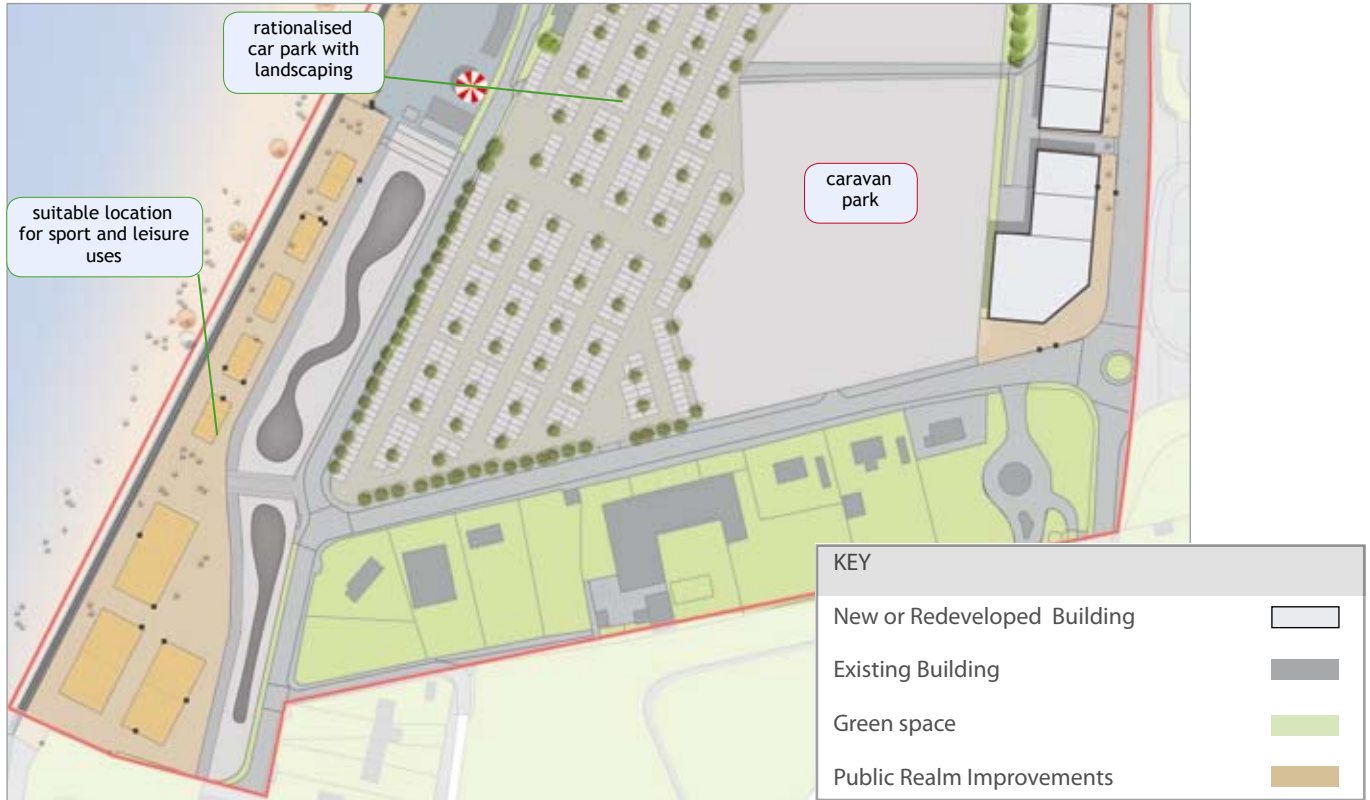 rationalised
car park with
landscaping
suitable location
for sport and leisure
uses
caravan
park
KEY
New or Redeveloped Building
Existing Building
Green space
Public Realm Improvements